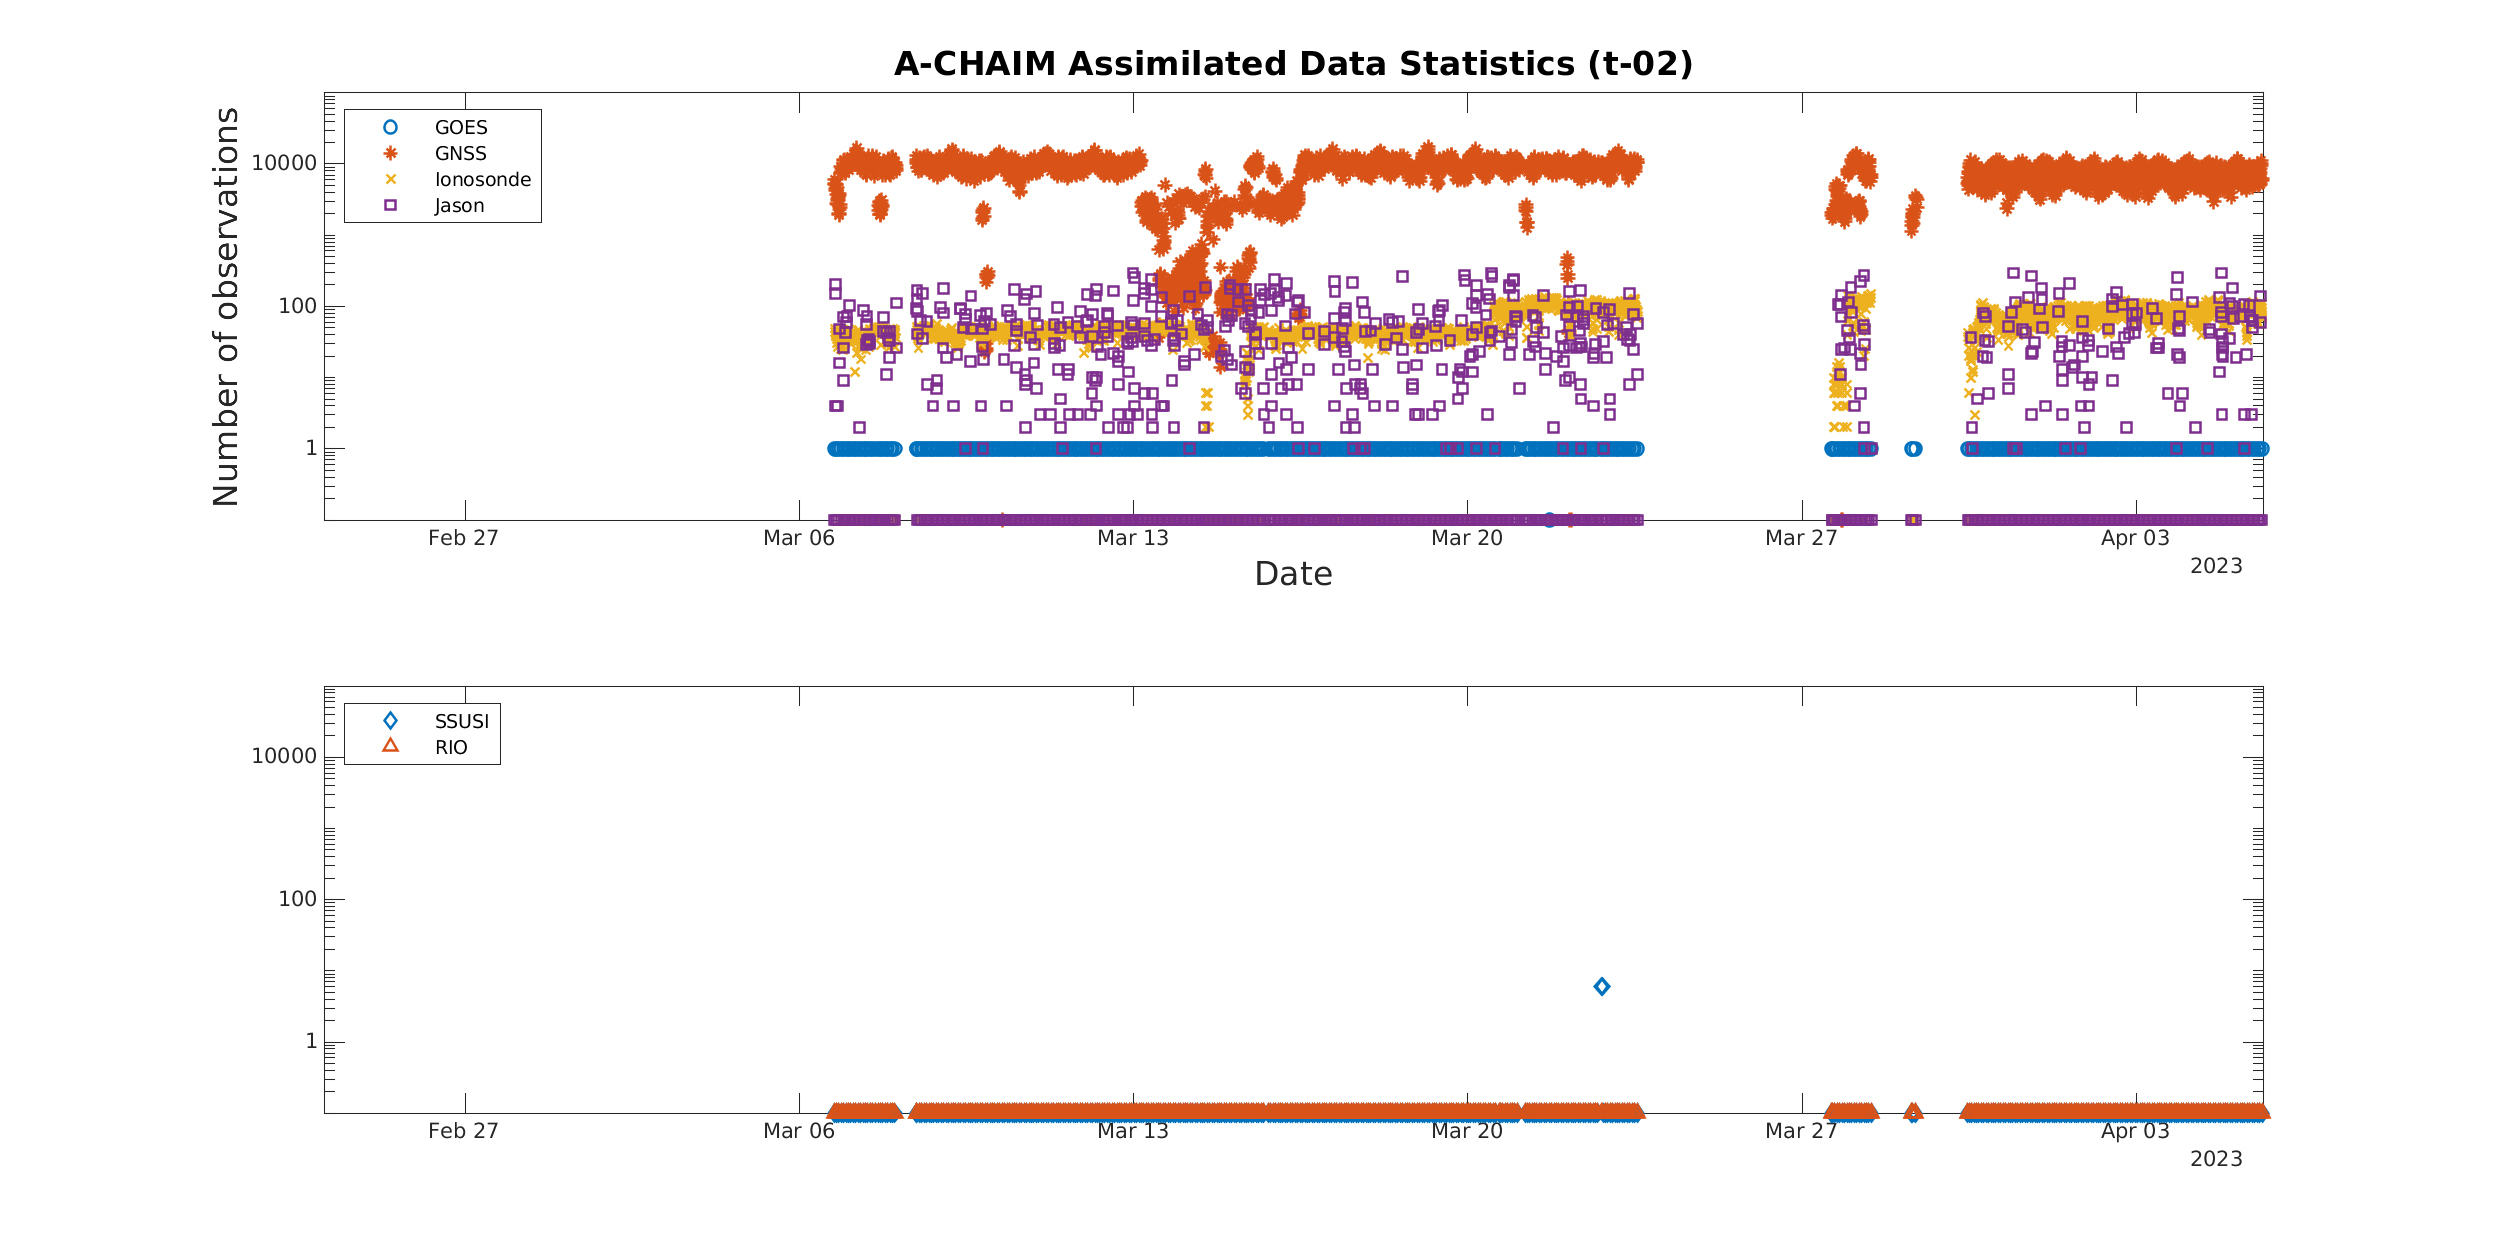 A-CHAIM Assimilated Data Statistics (t-02)
Number of observations
10000
100
1
GOES
GNSS
Ionosonde
Jason
Feb 27
Mar 06
Mar 13
Mar 20
Mar 27
Apr 03
2023
Date
10000
100
1
SSUSI
RIO
Feb 27
Mar 06
Mar 13
Mar 20
Mar 27
Apr 03
2023